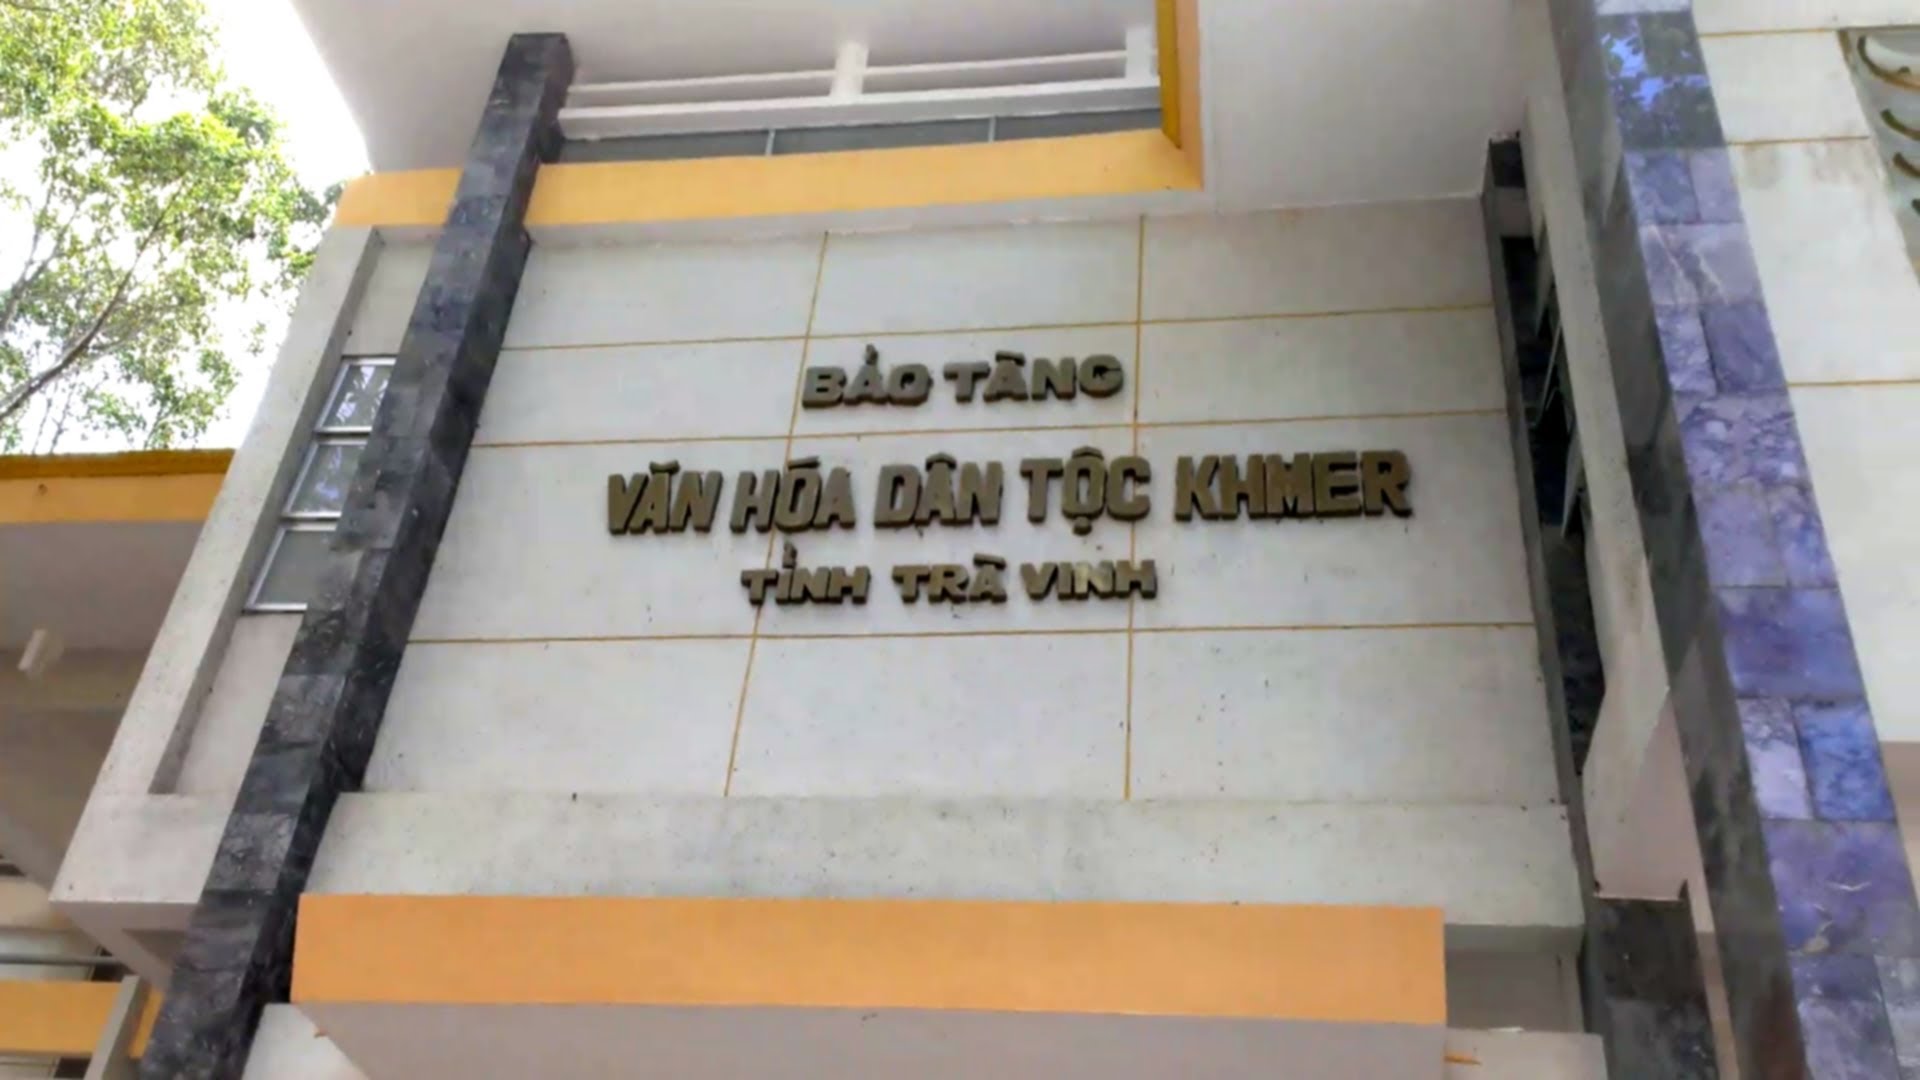 BẢO TÀNG
VĂN HÓA DÂN TỘC KHMER
TỈNH TRÀ VINH